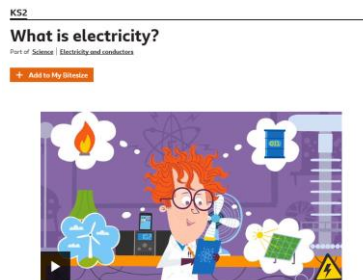 KS2
What is electricity?
Part of Science | Electricity and conductors
+ Add to My Bitesize